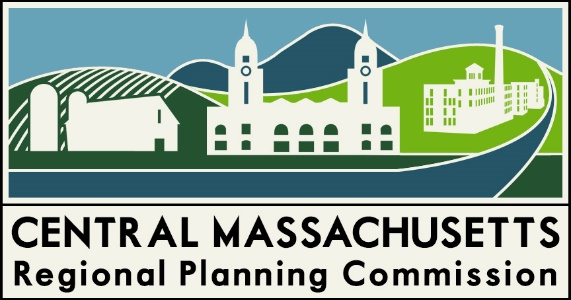 CENTRAL MASSACHUSETTS
Regional Planning Commission